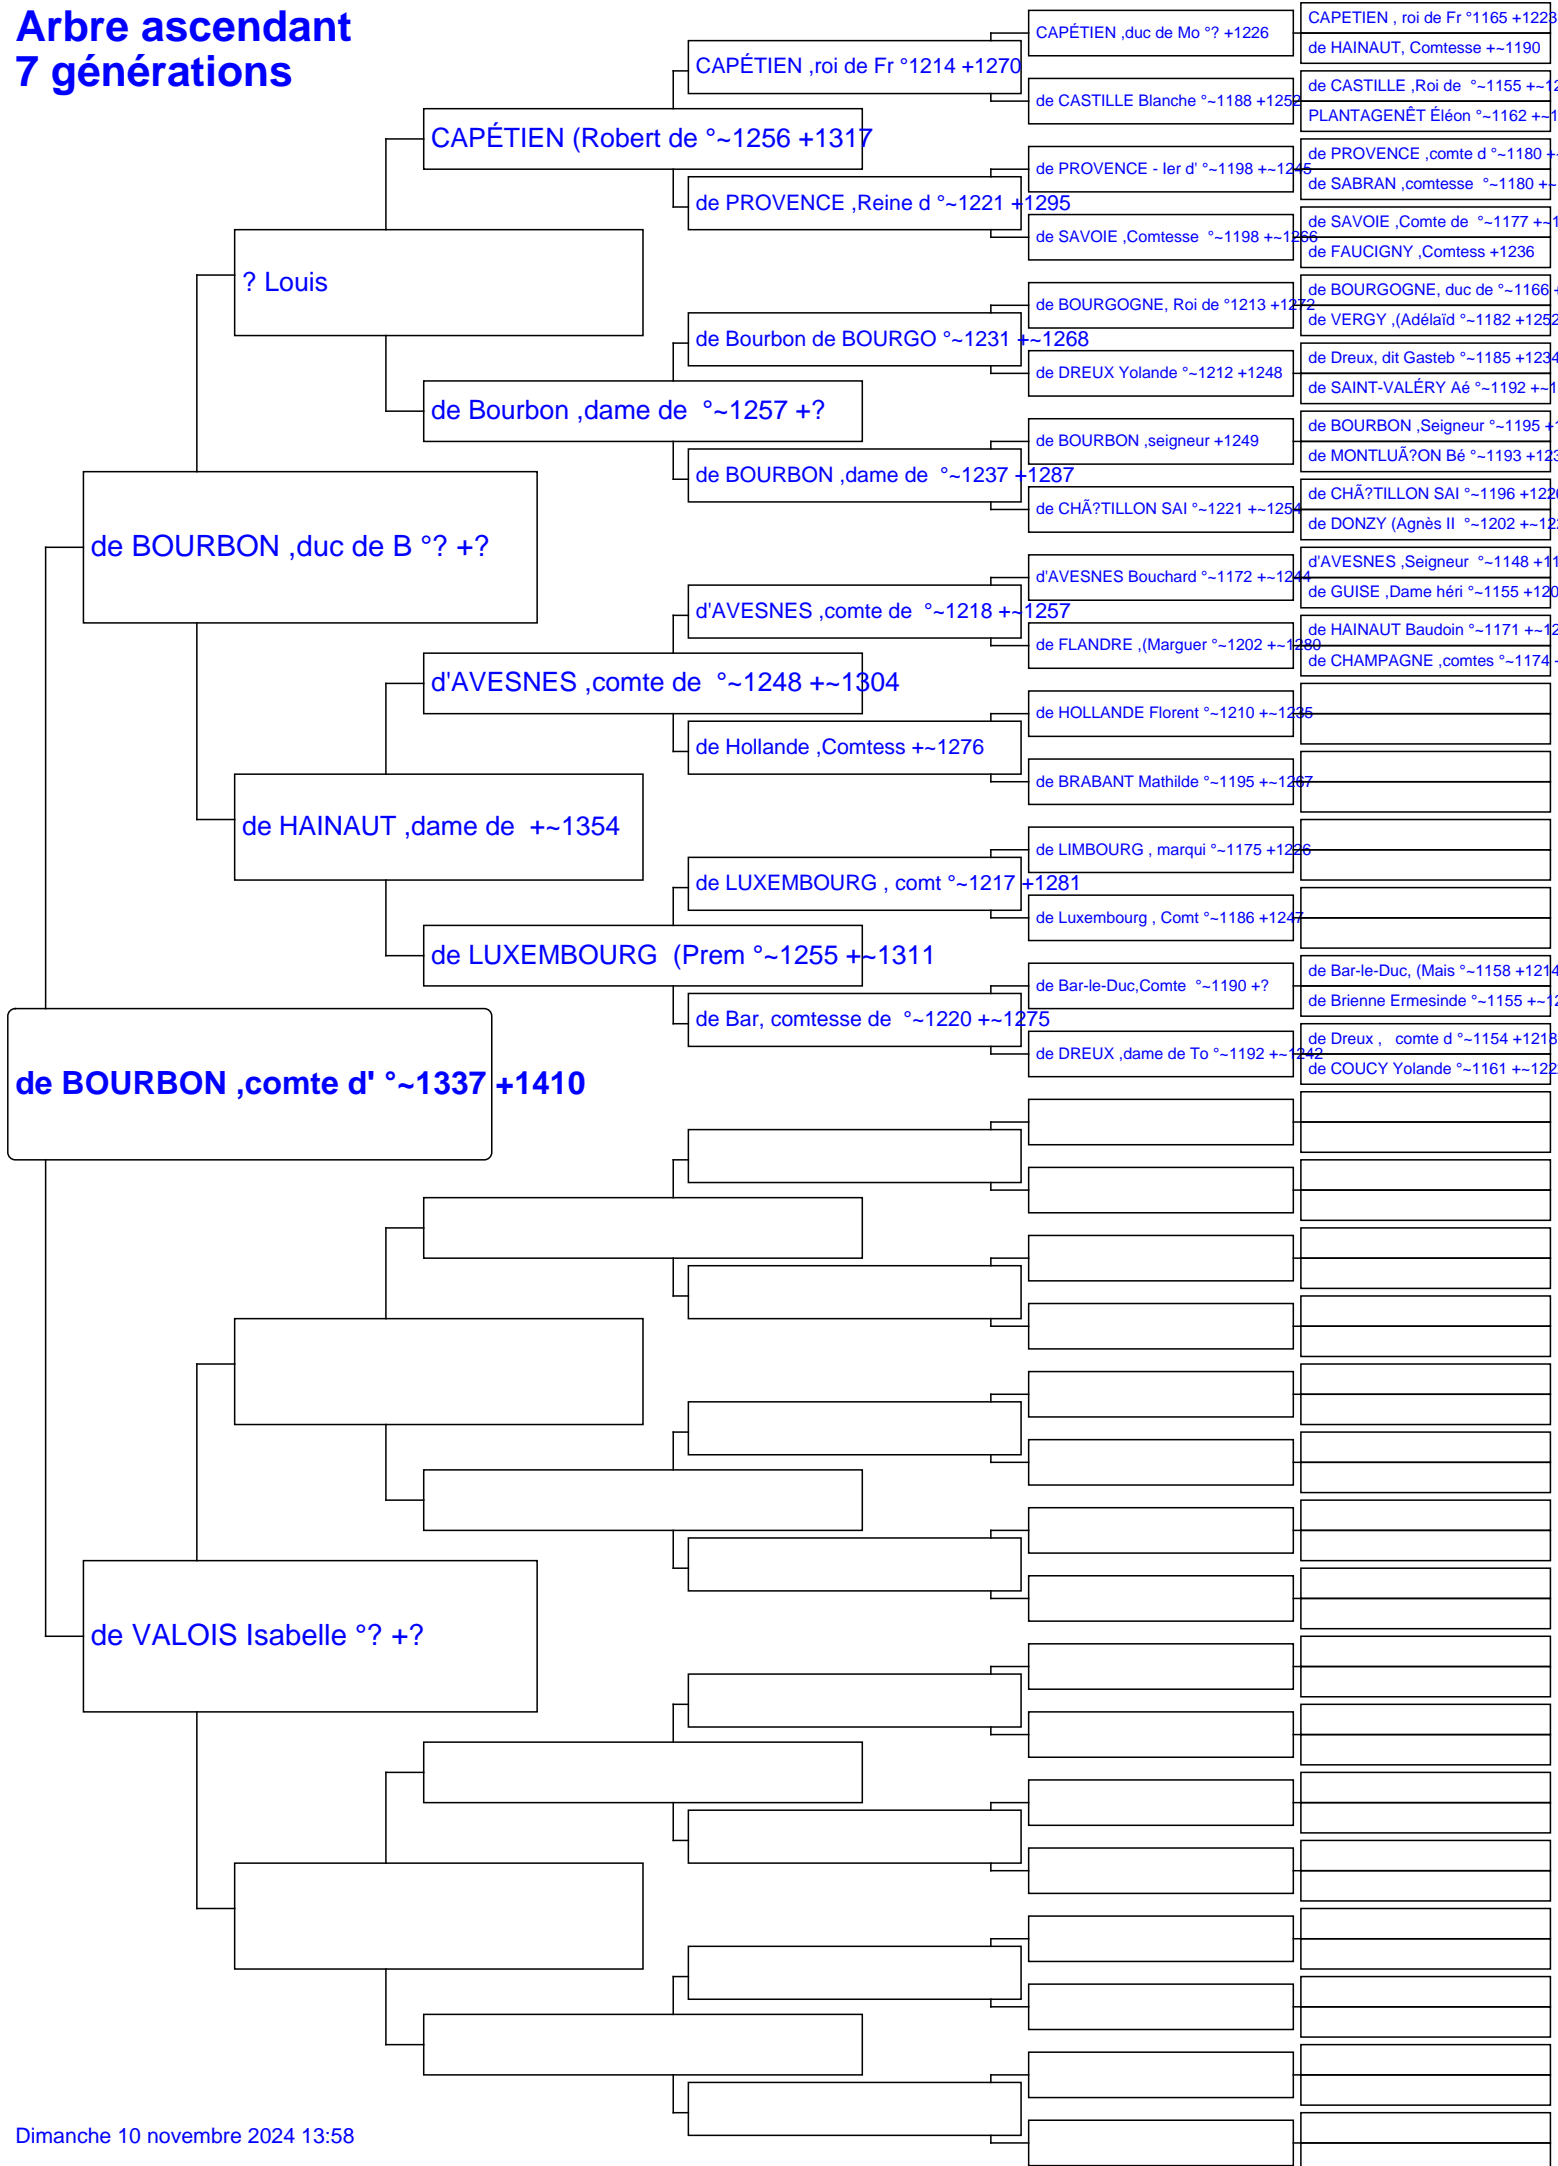 Arbre ascendant
7 générations
de BOURBON ,comte d' °~1337 +1410
de BOURBON ,duc de B °? +?
de VALOIS Isabelle °? +?
? Louis
de HAINAUT ,dame de +~1354
CAPÉTIEN (Robert de °~1256 +1317
de Bourbon ,dame de °~1257 +?
d'AVESNES ,comte de °~1248 +~1304
de LUXEMBOURG (Prem °~1255 +~1311
CAPÉTIEN ,roi de Fr °1214 +1270
de PROVENCE ,Reine d °~1221 +1295
de Bourbon de BOURGO °~1231 +~1268
de BOURBON ,dame de °~1237 +1287
d'AVESNES ,comte de °~1218 +~1257
de Hollande ,Comtess +~1276
de LUXEMBOURG , comt °~1217 +1281
de Bar, comtesse de °~1220 +~1275
CAPÉTIEN ,duc de Mo °? +1226
de CASTILLE Blanche °~1188 +1252
de PROVENCE - Ier d' °~1198 +~1245
de SAVOIE ,Comtesse °~1198 +~1266
de BOURGOGNE, Roi de °1213 +1272
de DREUX Yolande °~1212 +1248
de BOURBON ,seigneur +1249
de CHÃ?TILLON SAI °~1221 +~1254
d'AVESNES Bouchard °~1172 +~1244
de FLANDRE ,(Marguer °~1202 +~1280
de HOLLANDE Florent °~1210 +~1235
de BRABANT Mathilde °~1195 +~1267
de LIMBOURG , marqui °~1175 +1226
de Luxembourg , Comt °~1186 +1247
de Bar-le-Duc,Comte °~1190 +?
de DREUX ,dame de To °~1192 +~1242
CAPETIEN , roi de Fr °1165 +1223
de HAINAUT, Comtesse +~1190
de CASTILLE ,Roi de °~1155 +~12
PLANTAGENÊT Éléon °~1162 +~1
de PROVENCE ,comte d °~1180 +
de SABRAN ,comtesse °~1180 +~
de SAVOIE ,Comte de °~1177 +~1
de FAUCIGNY ,Comtess +1236
de BOURGOGNE, duc de °~1166 +
de VERGY ,(Adélaïd °~1182 +1252
de Dreux, dit Gasteb °~1185 +1234
de SAINT-VALÉRY Aé °~1192 +~1
de BOURBON ,Seigneur °~1195 +1
de MONTLUÃ?ON Bé °~1193 +123
de CHÃ?TILLON SAI °~1196 +1226
de DONZY (Agnès II °~1202 +~122
d'AVESNES ,Seigneur °~1148 +11
de GUISE ,Dame héri °~1155 +120
de HAINAUT Baudoin °~1171 +~12
de CHAMPAGNE ,comtes °~1174 +
de Bar-le-Duc, (Mais °~1158 +1214
de Brienne Ermesinde °~1155 +~12
de Dreux , comte d °~1154 +1218
de COUCY Yolande °~1161 +~122
Dimanche 10 novembre 2024 13:58